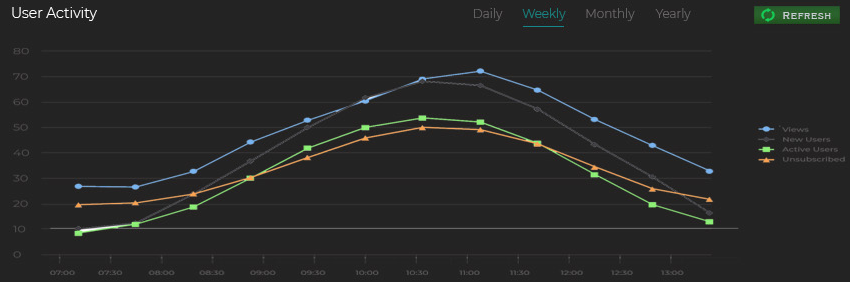 User Activity
Daily Weekly Monthly Yearly
REFRESH
80
70
60
50
40
30
20
10
0
07:00 07:30 08:00 08:30 09:00 09:30 10:00 10:30 11:00 11:30 12:00 12:30 13:00
Views
New Users
Active Users
Unsubscribed